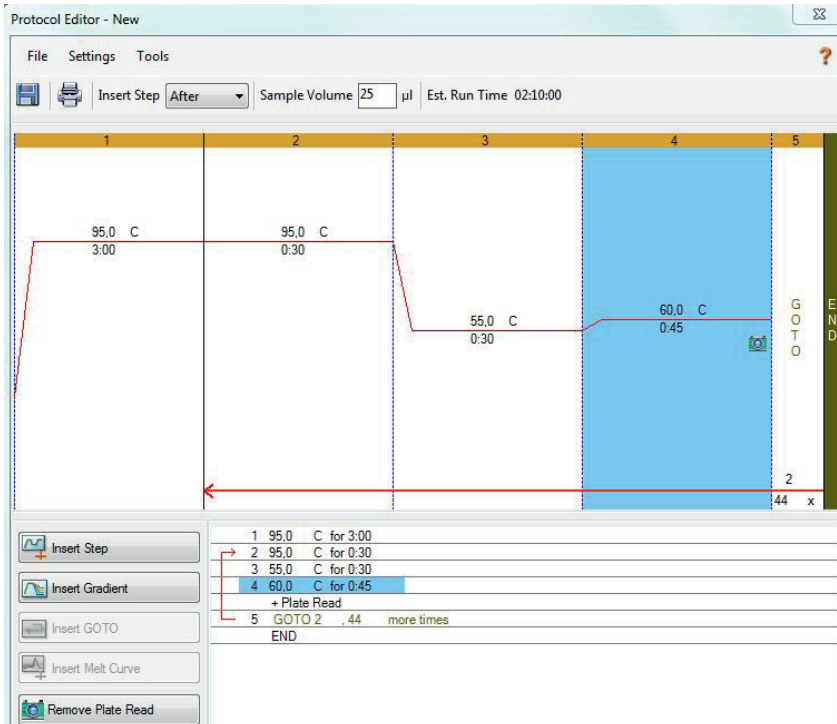 Protocol Editor - New
File Settings Tools
?
Insert Step After Sample Volume 25 µl Est. Run Time 02:10:00
1 2 3 4 5
95,0 C
3:00
95,0 C
0:30
55,0 C
0:30
60,0 C
0:45
GOTO
END
2
44 x
Insert Step
Insert Gradient
Insert GOTO
Insert Melt Curve
Remove Plate Read
1 95,0 C for 3:00
2 95,0 C for 0:30
3 55,0 C for 0:30
4 60,0 C for 0:45
+ Plate Read
5 GOTO 2 , 44 more times
END